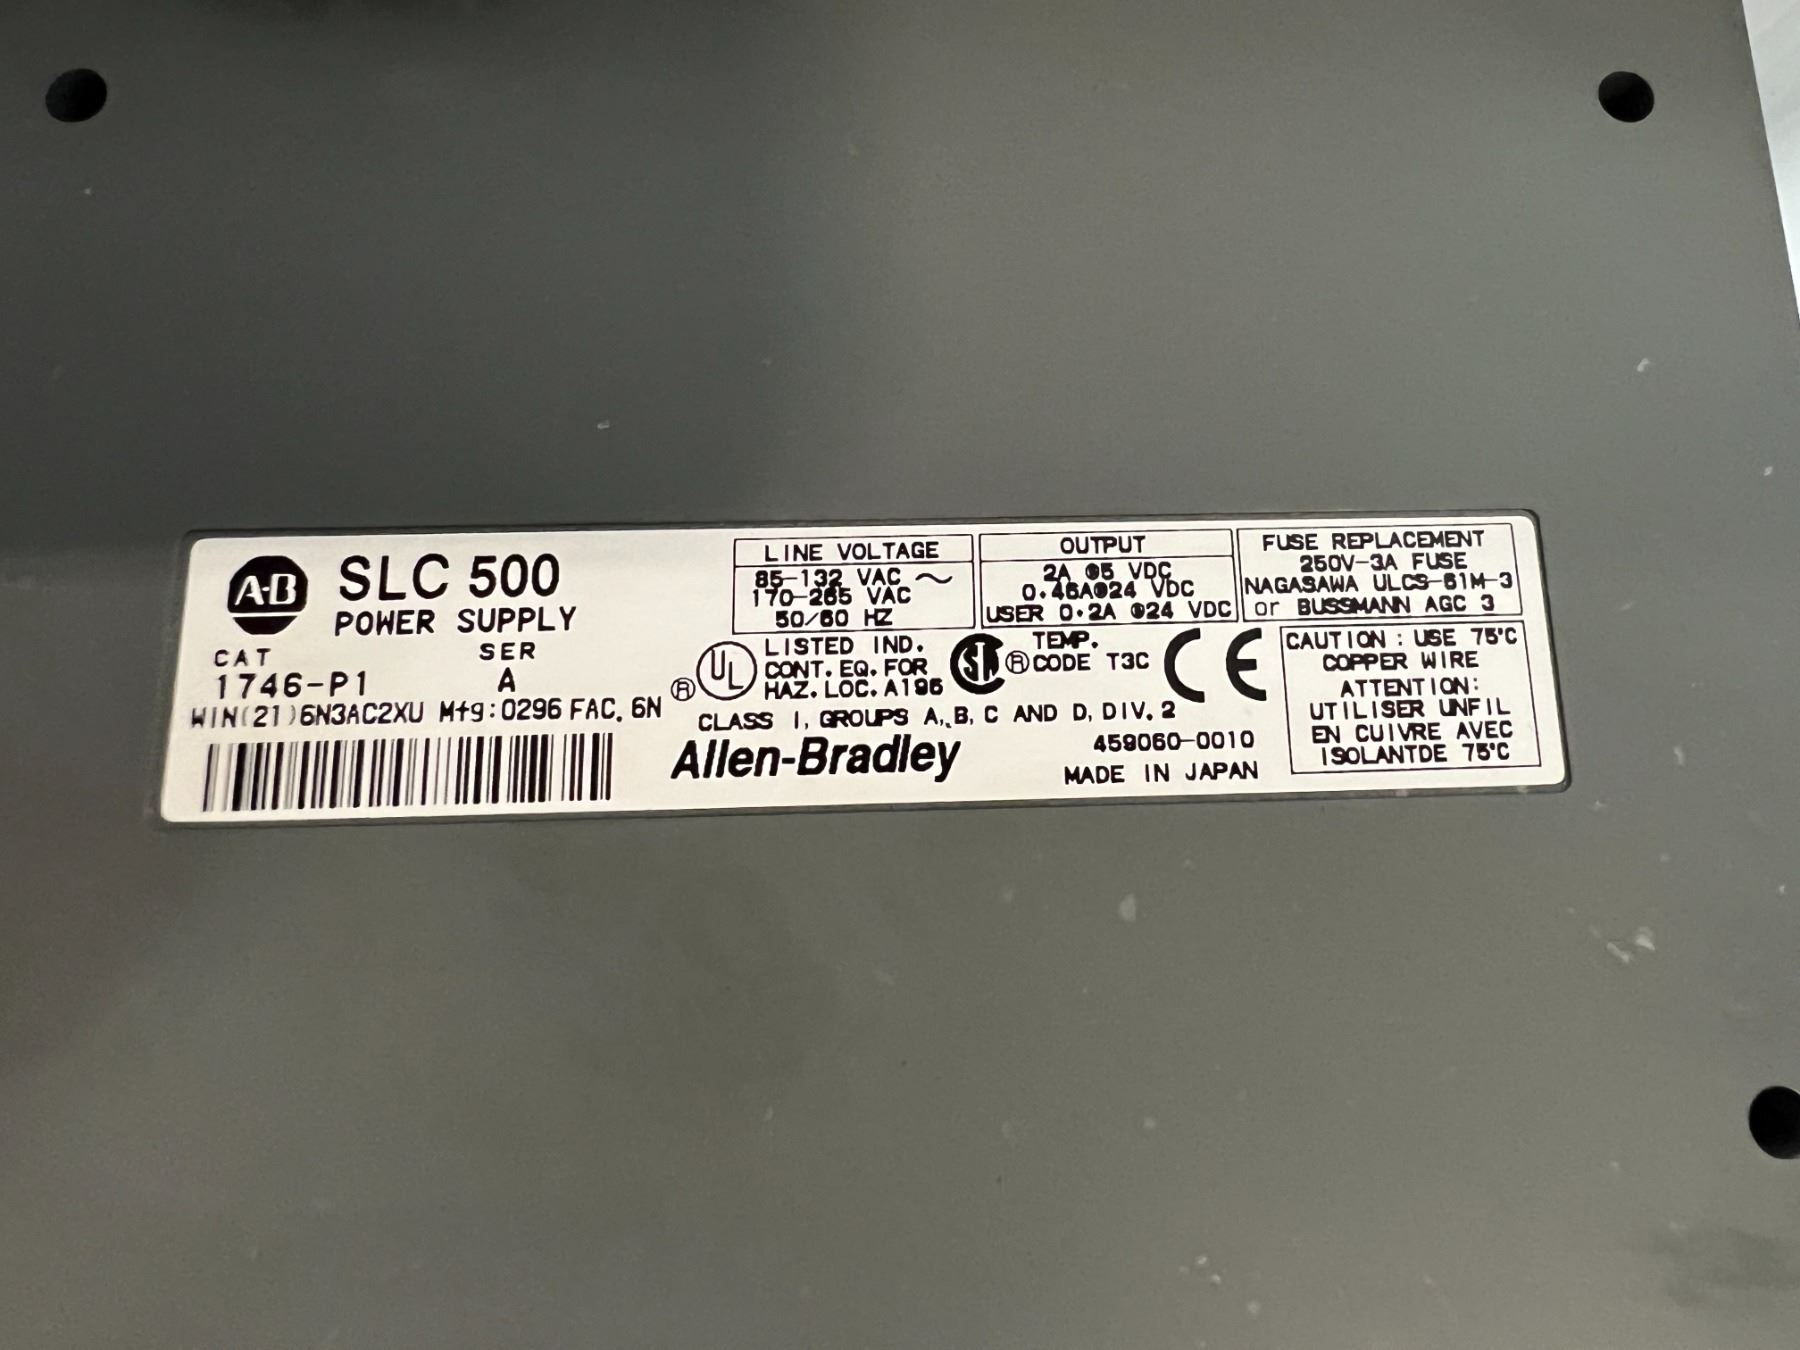 A-B
SLC 500
POWER SUPPLY
CAT
SER
1746-P1
A
WIN(21)6N3AC2XU Mfg:0296 FAC. 6N
LINE VOLTAGE
85-132 VAC ~
170-265 VAC
50/60 HZ
OUTPUT
2A @5 VDC
0.46A@24 VDC
USER 0.2A @24 VDC
FUSE REPLACEMENT
250V-3A FUSE
NAGASAWA ULCS-61M-3
or BUSSMANN AGC 3
UL ®
LISTED IND.
CONT. EQ. FOR
HAZ. LOC. A196
SA ®
TEMP.
CODE T3C
CE
CLASS I, GROUPS A, B, C AND D, DIV. 2
Allen-Bradley
459060-0010
MADE IN JAPAN
CAUTION: USE 75°C
COPPER WIRE
ATTENTION:
UTILISER UNFIL
EN CUIVRE AVEC
ISOLANTDE 75°C